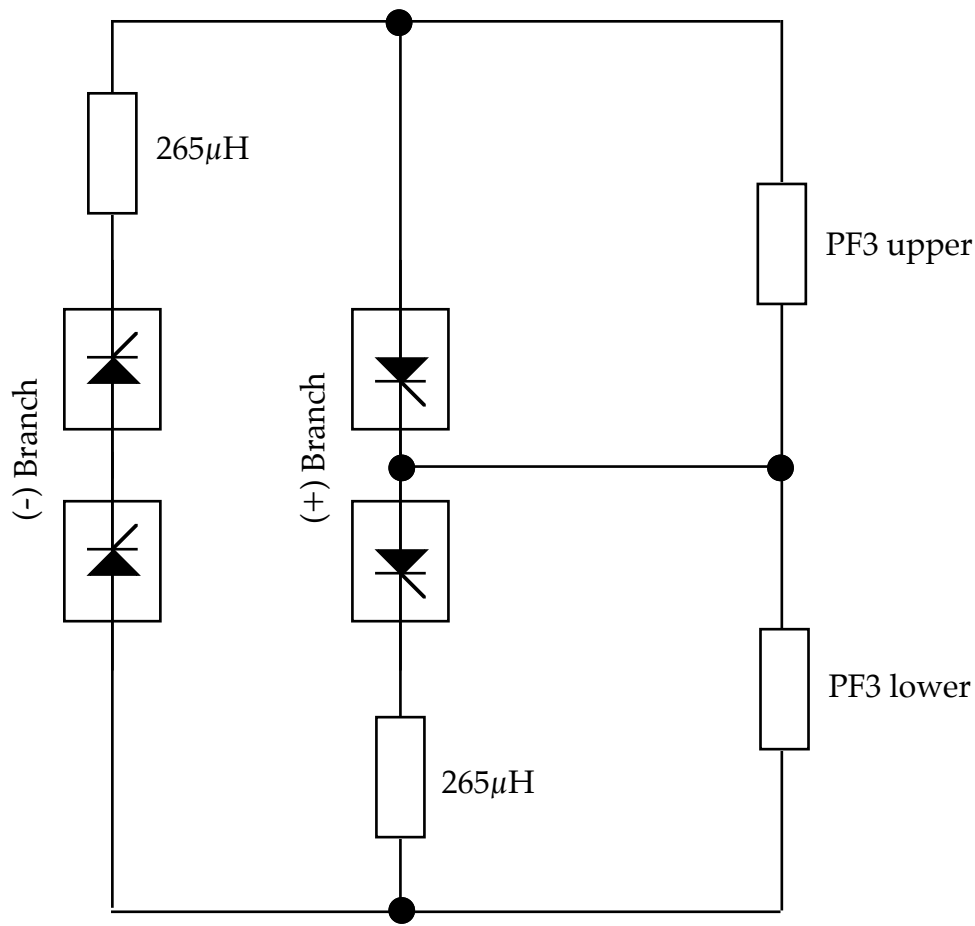 265μH
PF3 upper
(-) Branch
(+) Branch
PF3 lower
265μH